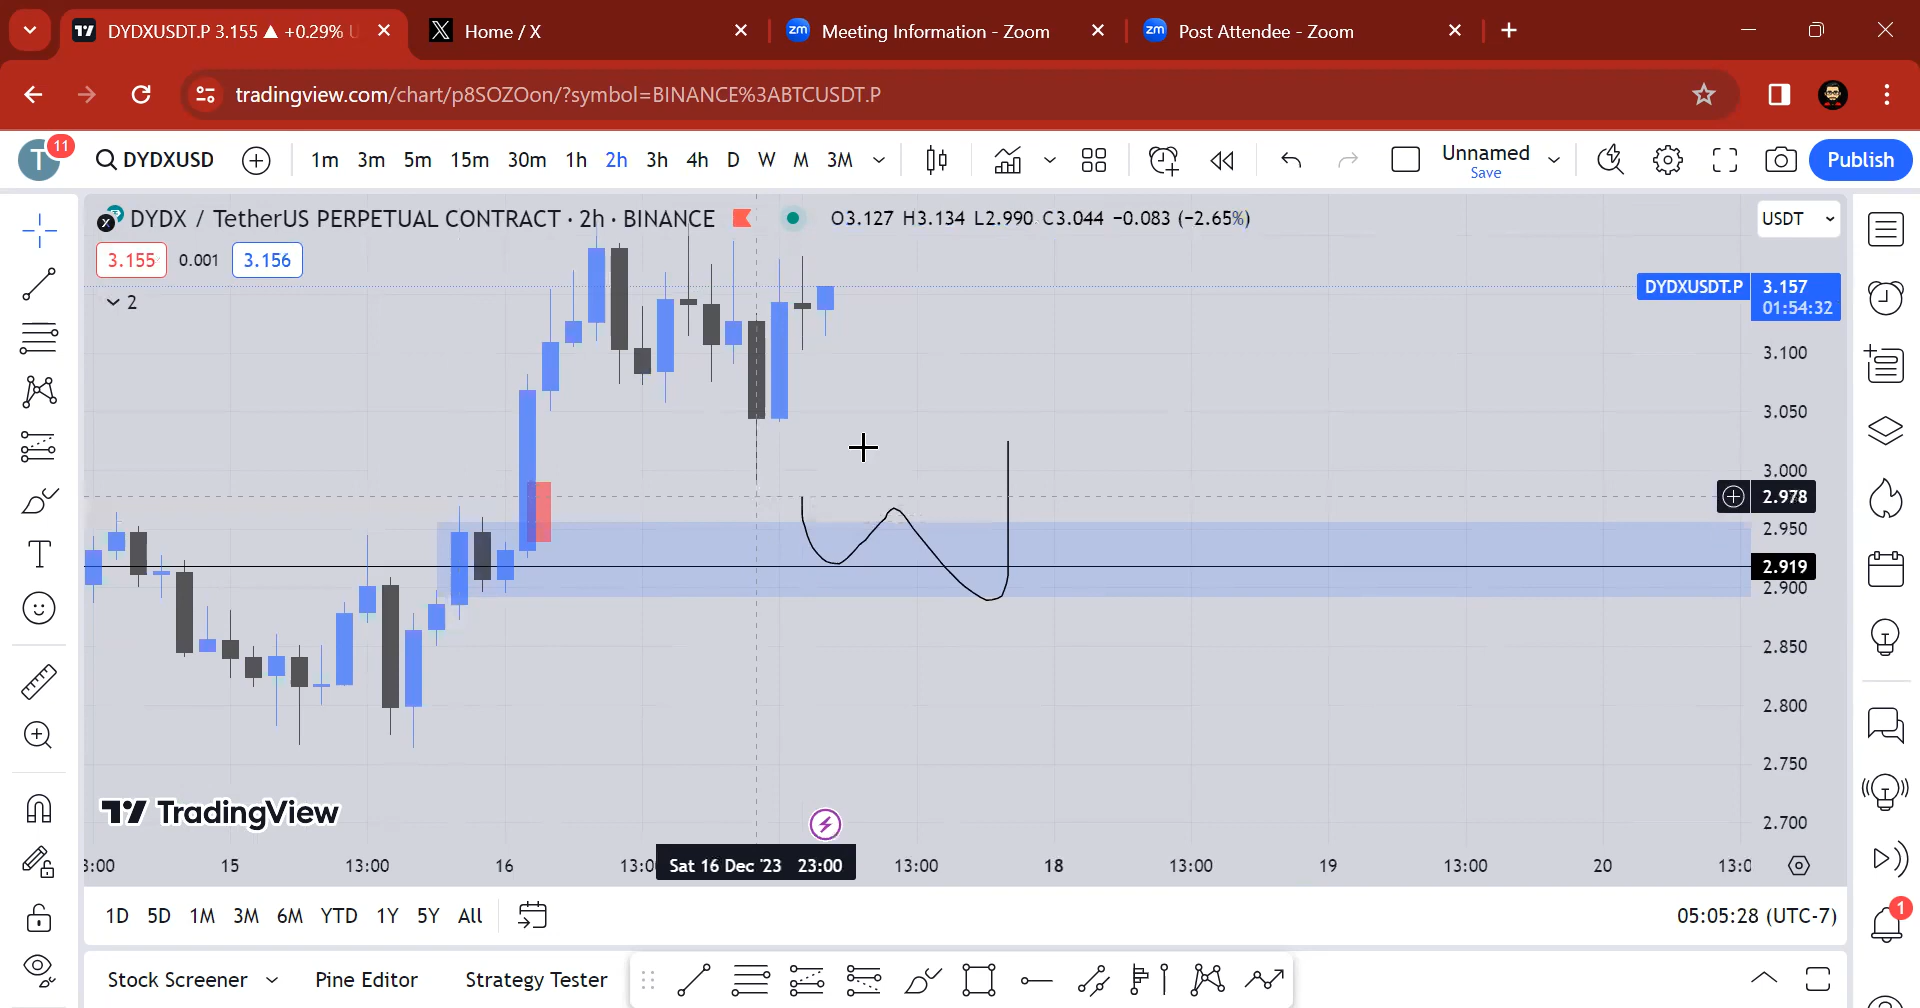 DYDXUSDT.P 3.155 ▲ +0.29% U
Home / X
zm Meeting Information - Zoom
zm Post Attendee - Zoom
tradingview.com/chart/p8SOZOon/?symbol=BINANCE%3ABTCUSDT.P
T 11
DYDXUSD
1m 3m 5m 15m 30m 1h 2h 3h 4h D W M 3M
Unnamed
Save
Publish
DYDX / TetherUS PERPETUAL CONTRACT · 2h · BINANCE
O3.127 H3.134 L2.990 C3.044 −0.083 (−2.65%)
USDT
3.155 0.001 3.156
2
DYDXUSDT.P 3.157
01:54:32
3.100
3.050
3.000
2.978
2.950
2.919
2.900
2.850
2.800
2.750
2.700
TradingView
3:00 15 13:00 16 13:0 Sat 16 Dec '23 23:00 13:00 18 13:00 19 13:00 20 13:0
1D 5D 1M 3M 6M YTD 1Y 5Y All
05:05:28 (UTC-7)
1
Stock Screener Pine Editor Strategy Tester